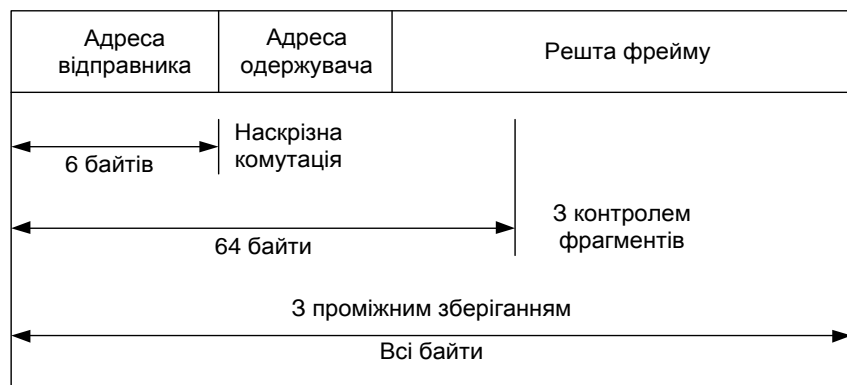 Адреса
відправника
Адреса
одержувача
Решта фрейму
Наскрізна
комутація
6 байтів
З контролем
фрагментів
64 байти
З проміжним зберіганням
Всі байти